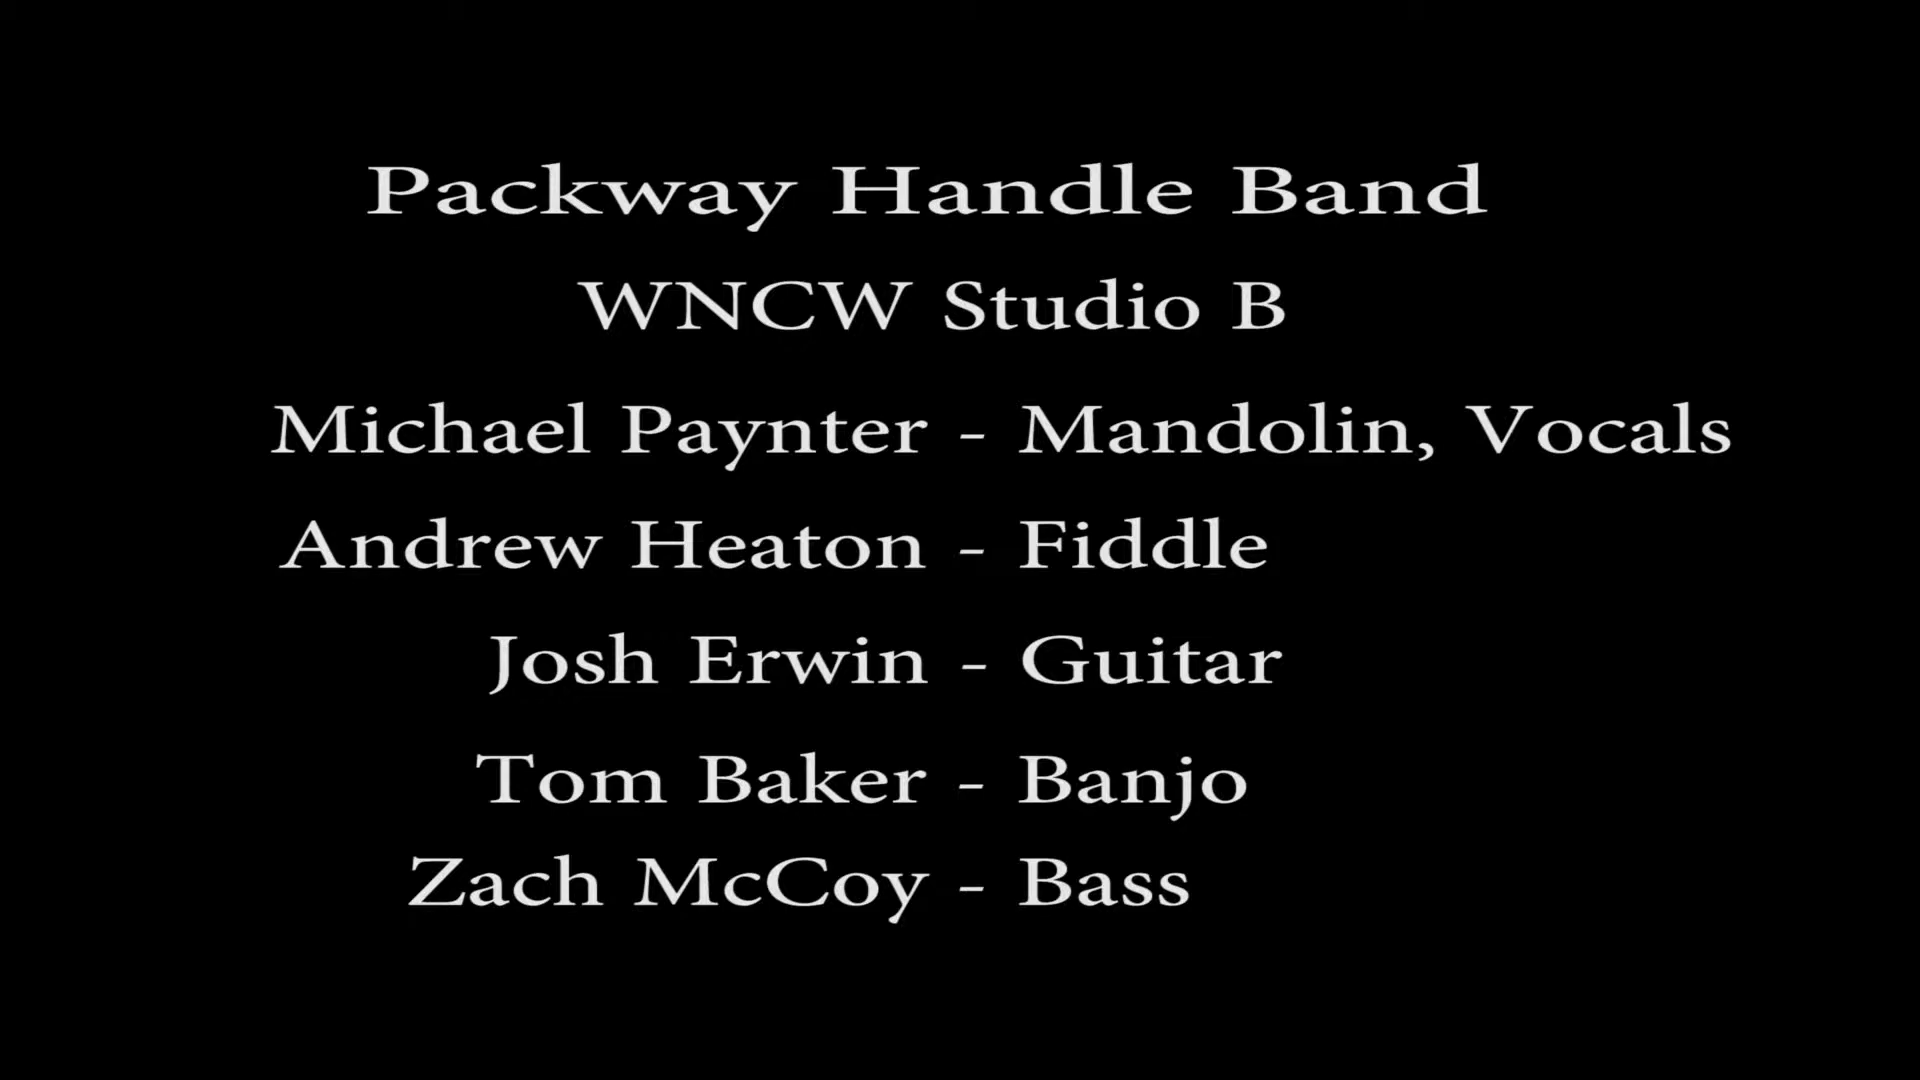 Packway Handle Band
WNCW Studio B
Michael Paynter - Mandolin, Vocals
Andrew Heaton - Fiddle
Josh Erwin - Guitar
Tom Baker - Banjo
Zach McCoy - Bass